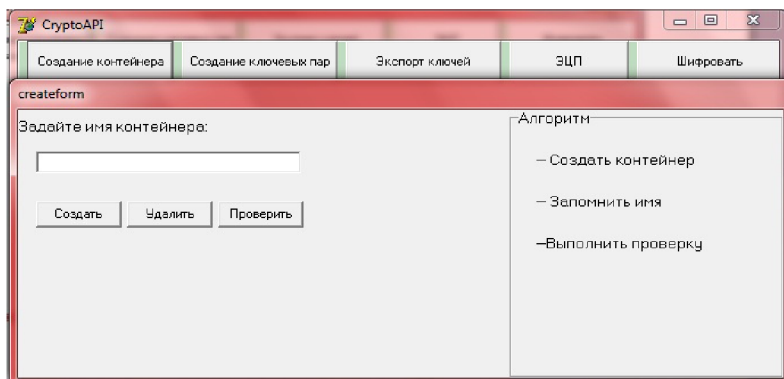 CryptoAPI
Создание контейнера Создание ключевых пар Экспорт ключей ЭЦП Шифровать
createform
Задайте имя контейнера:
Алгоритм
— Создать контейнер
— Запомнить имя
—Выполнить проверку
Создать Удалить Проверить